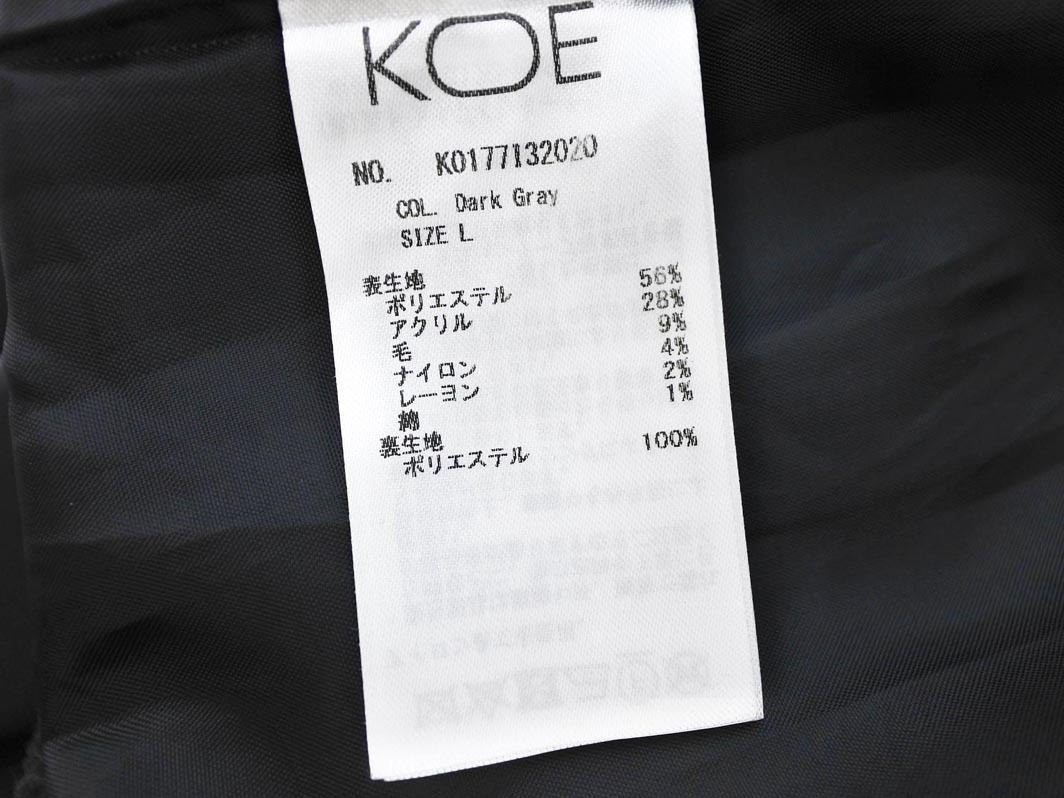 KOE
NO. K0177132020
COL. Dark Gray
SIZE L
表生地
ポリエステル 56%
アクリル 28%
毛 9%
ナイロン 4%
レーヨン 2%
綿 1%
裏生地
ポリエステル 100%